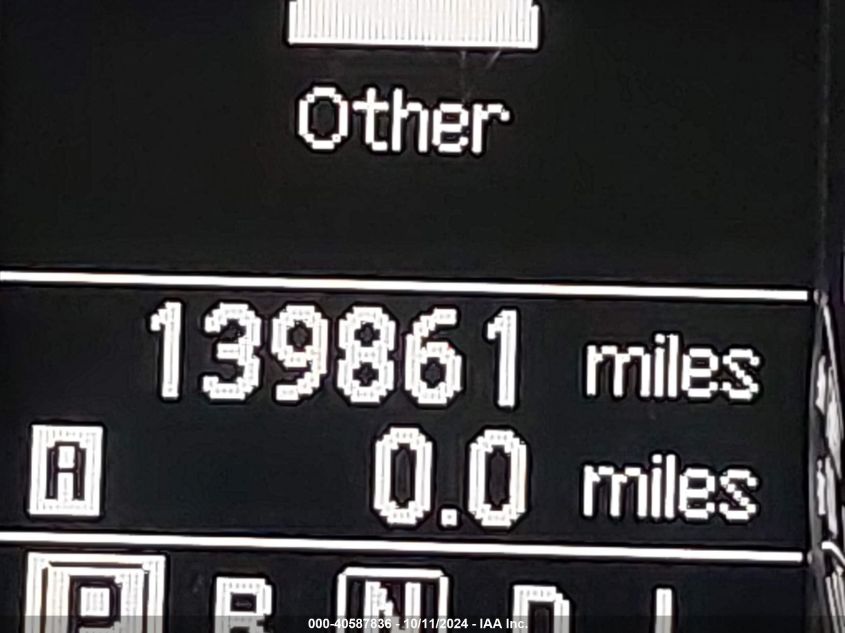 Other
139861 miles
A 0.0 miles
P R N D L
000-40587836 - 10/11/2024 - IAA Inc.